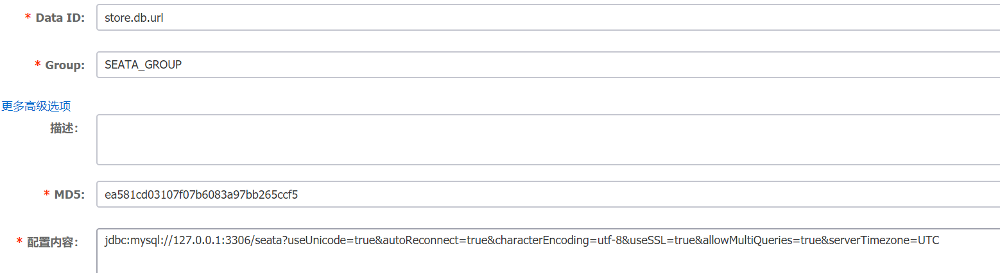 * Data ID: store.db.url
* Group: SEATA_GROUP
更多高级选项
描述：
* MD5: ea581cd03107f07b6083a97bb265ccf5
* 配置内容： jdbc:mysql://127.0.0.1:3306/seata?useUnicode=true&autoReconnect=true&characterEncoding=utf-8&useSSL=true&allowMultiQueries=true&serverTimezone=UTC